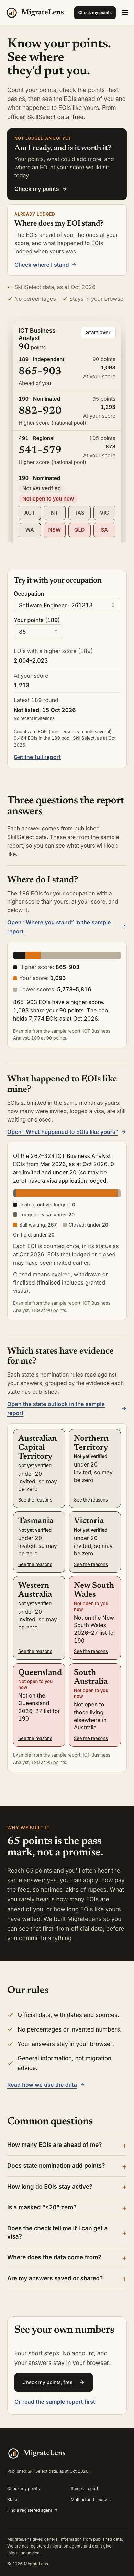 MigrateLens
Check my points
Know your points.
See where
they'd put you.
Count your points, check the points-test
basics, then see the EOIs ahead of you and
what happened to EOIs like yours. From
official SkillSelect data, free.
NOT LODGED AN EOI YET
Am I ready, and is it worth it?
Your points, what could add more, and
where an EOI at your score would sit
today.
Check my points →
ALREADY LODGED
Where does my EOI stand?
The EOIs ahead of you, the ones at your
score, and what happened to EOIs
lodged when yours was.
Check where I stand →
✓ SkillSelect data, as at Oct 2026
✓ No percentages ✓ Stays in your browser
ICT Business
Analyst
90 points
Start over
189 · Independent
90 points
865–903
1,093
At your score
Ahead of you
190 · Nominated
95 points
882–920
1,293
At your score
Higher score (national pool)
491 · Regional
105 points
541–579
878
At your score
Higher score (national pool)
190 · Nominated
Not yet verified
Not open to you now
ACT NT TAS VIC
WA NSW QLD SA
Try it with your occupation
Occupation
Software Engineer · 261313
Your points (189)
85
EOIs with a higher score (189)
2,004–2,023
At your score
1,213
Latest 189 round
Not listed, 15 Oct 2026
No recent invitations
Counts are EOIs (one person can hold several).
9,464 EOIs in the 189 pool. SkillSelect, as at Oct
2026.
Get the full report
Three questions the report
answers
Each answer comes from published
SkillSelect data. These are from the sample
report, so you can see what yours will look
like.
Where do I stand?
The 189 EOIs for your occupation with a
higher score than yours, at your score, and
below it.
Open “Where you stand” in the sample
report →
Higher score: 865–903
Your score: 1,093
Lower scores: 5,778–5,816
865–903 EOIs have a higher score.
1,093 share your 90 points. The pool
holds 7,774 EOIs as at Oct 2026.
Example from the sample report: ICT Business
Analyst, 189 at 90 points.
What happened to EOIs like
mine?
EOIs submitted in the same month as yours:
how many were invited, lodged a visa, or are still
waiting or closed.
Open “What happened to EOIs like yours” →
Of the 267–324 ICT Business Analyst
EOIs from Mar 2026, as at Oct 2026: 0
are invited and under 20 (so may be
zero) have a visa application lodged.
Invited, not yet lodged: 0
Lodged a visa: under 20
Still waiting: 267 Closed: under 20
On hold: under 20
Each EOI is counted once, in its status as
at Oct 2026; EOIs that lodged or closed
may have been invited earlier.
Closed means expired, withdrawn or
finalised (finalised includes granted
visas).
Example from the sample report: ICT Business
Analyst, 189 at 90 points.
Which states have evidence
for me?
Each state's nomination rules read against
your answers, grouped by the evidence each
state has published.
Open the state outlook in the sample
report →
Australian
Capital
Territory
Not yet verified
under 20
invited, so may
be zero
See the reasons
Northern
Territory
Not yet verified
under 20
invited, so may
be zero
See the reasons
Tasmania
Not yet verified
under 20
invited, so may
be zero
See the reasons
Victoria
Not yet verified
under 20
invited, so may
be zero
See the reasons
Western
Australia
Not yet verified
under 20
invited, so may
be zero
See the reasons
New South
Wales
Not open to you
now
Not on the New
South Wales
2026–27 list for
190
See the reasons
Queensland
Not open to you
now
Not on the
Queensland
2026–27 list for
190
See the reasons
South
Australia
Not open to you
now
Not open to
those living
elsewhere in
Australia
See the reasons
Example from the sample report: ICT Business
Analyst, 190 at 95 points.
WHY WE BUILT IT
65 points is the pass
mark, not a promise.
Reach 65 points and you'll often hear the
same answer: yes, you can apply, now pay
the fees, sometimes lakhs of rupees. What
you rarely hear is how many EOIs are
ahead of you, or how long EOIs like yours
have waited. We built MigrateLens so you
can see that first, from official data, before
you commit to anything.
Our rules
✓ Official data, with dates and sources.
✓ No percentages or invented numbers.
✓ Your answers stay in your browser.
✓ General information, not migration
advice.
Read how we use the data →
Common questions
How many EOIs are ahead of me? +
Does state nomination add points? +
How long do EOIs stay active? +
Is a masked “<20” zero? +
Does the check tell me if I can get a
visa? +
Where does the data come from? +
Are my answers saved or shared? +
See your own numbers
Four short steps. No account, and
your answers stay in your browser.
Check my points, free →
Or read the sample report first
MigrateLens
Published SkillSelect data, as at Oct 2026.
Check my points
Sample report
States
Method and sources
Find a registered agent ↗
MigrateLens gives general information from published data.
We are not registered migration agents and don't give
migration advice.
© 2026 MigrateLens